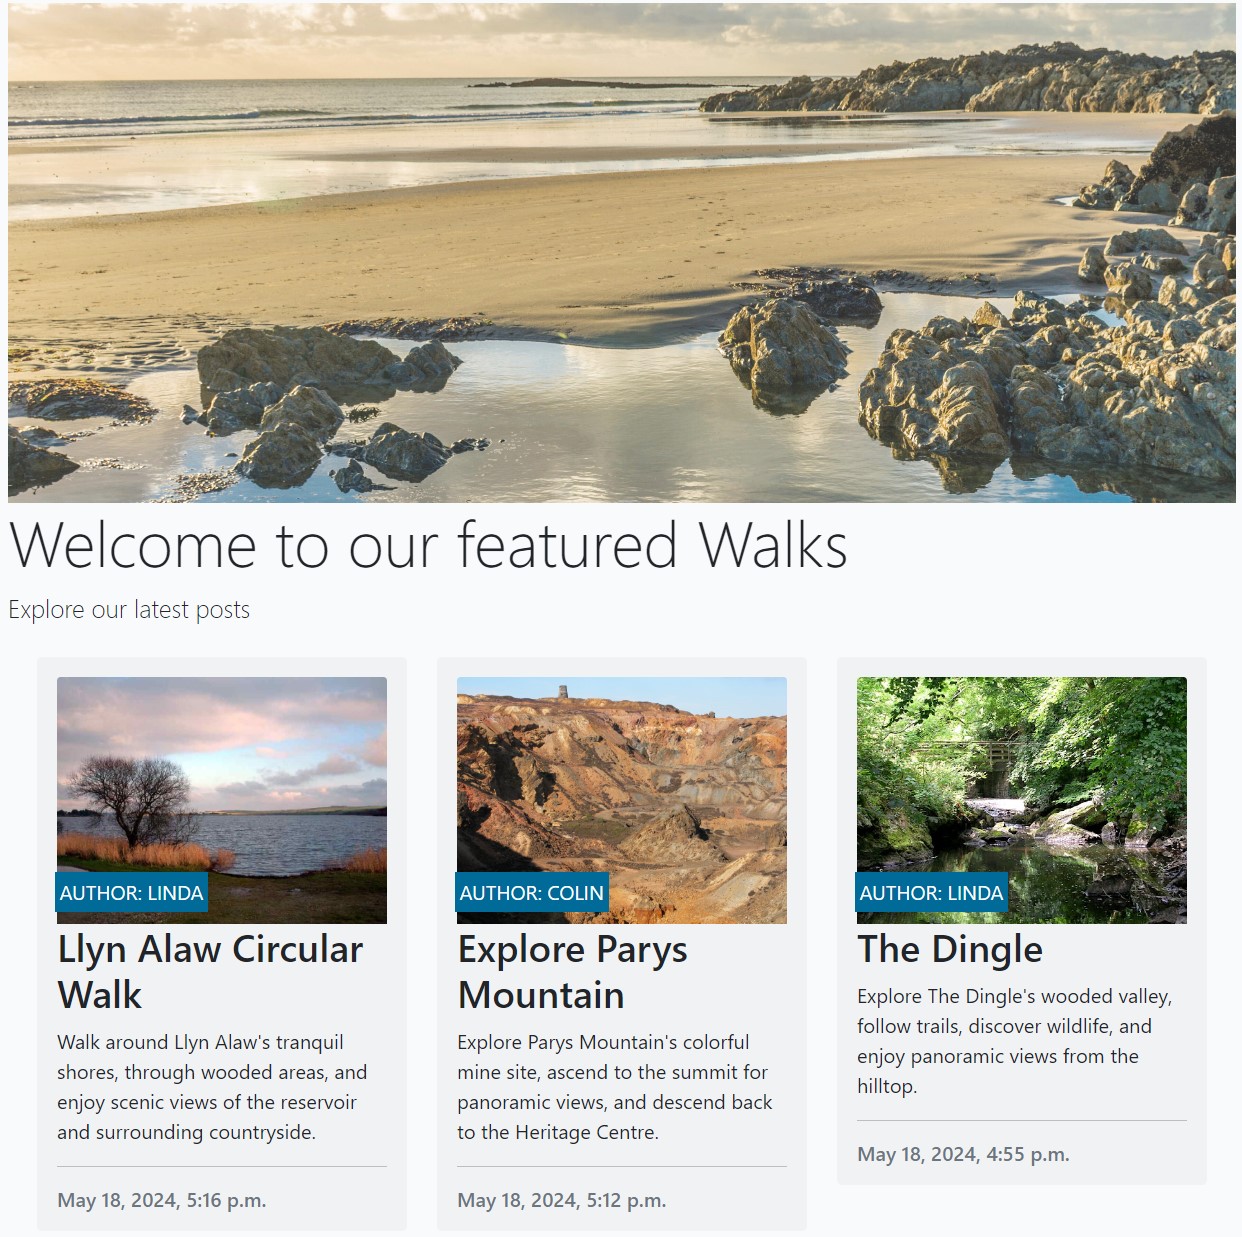 Welcome to our featured Walks
Explore our latest posts
AUTHOR: LINDA
Llyn Alaw Circular
Walk
Walk around Llyn Alaw's tranquil
shores, through wooded areas, and
enjoy scenic views of the reservoir
and surrounding countryside.
May 18, 2024, 5:16 p.m.
AUTHOR: COLIN
Explore Parys
Mountain
Explore Parys Mountain's colorful
mine site, ascend to the summit for
panoramic views, and descend back
to the Heritage Centre.
May 18, 2024, 5:12 p.m.
AUTHOR: LINDA
The Dingle
Explore The Dingle's wooded valley,
follow trails, discover wildlife, and
enjoy panoramic views from the
hilltop.
May 18, 2024, 4:55 p.m.